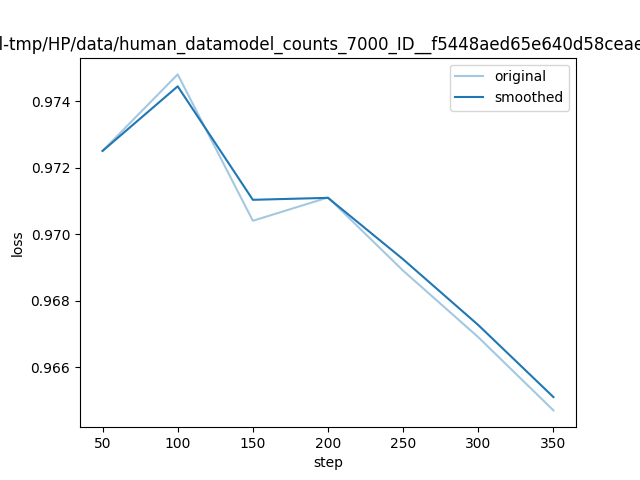 l-tmp/HP/data/human_datamodel_counts_7000_ID__f5448aed65e640d58ceae
original
smoothed
0.974
0.972
0.970
0.968
0.966
loss
50 100 150 200 250 300 350
step